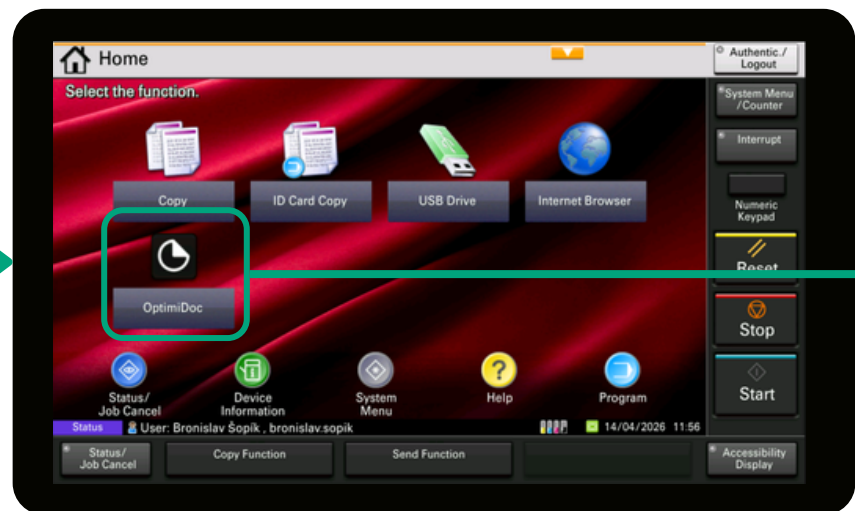 Home
Authentic./
Logout
Select the function.
System Menu
/Counter
Interrupt
Copy
ID Card Copy
USB Drive
Internet Browser
Numeric
Keypad
Reset
OptimiDoc
Stop
Status/
Job Cancel
Device
Information
System
Menu
Help
Program
Start
Status
User: Bronislav Šopík , bronislav.sopik
14/04/2026 11:56
Status/
Job Cancel
Copy Function
Send Function
Accessibility
Display